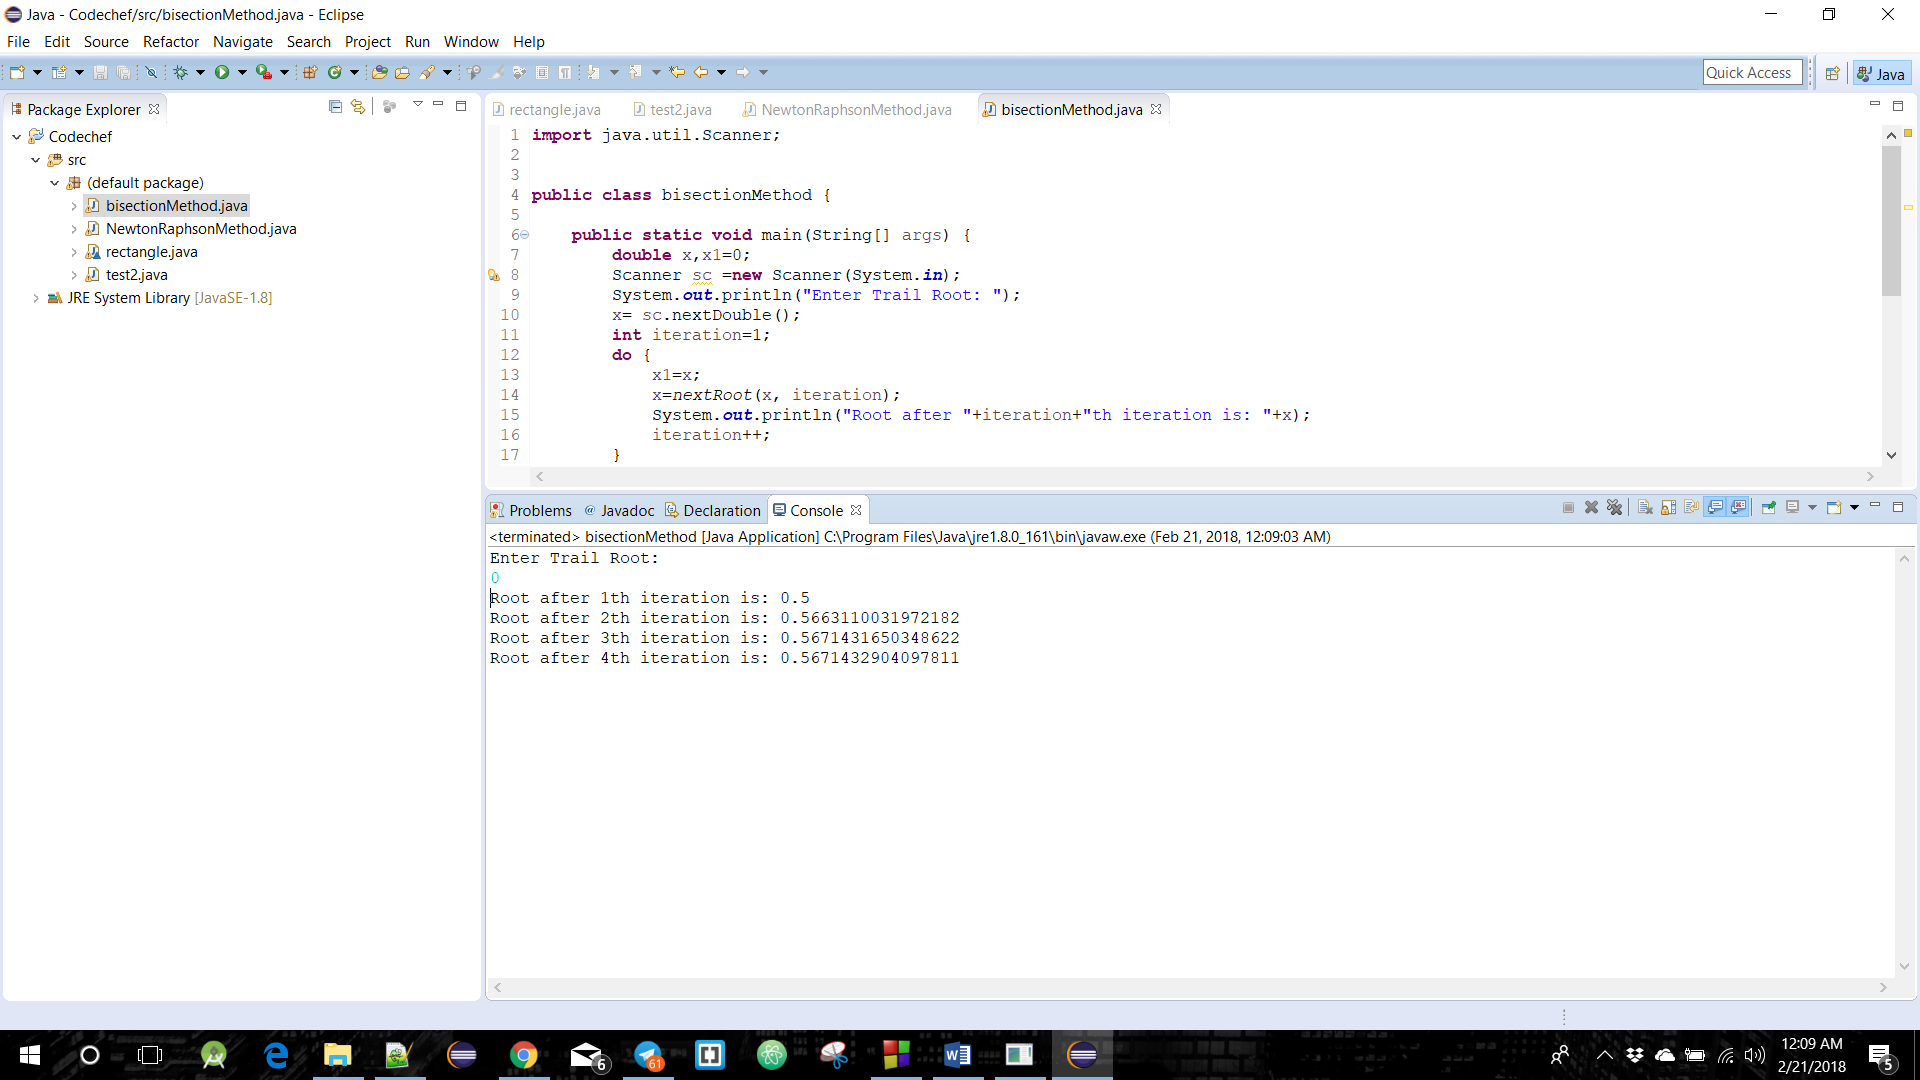 Java - Codechef/src/bisectionMethod.java - Eclipse
File Edit Source Refactor Navigate Search Project Run Window Help
Quick Access
Java
Package Explorer
Codechef
src
(default package)
bisectionMethod.java
NewtonRaphsonMethod.java
rectangle.java
test2.java
JRE System Library [JavaSE-1.8]
rectangle.java test2.java NewtonRaphsonMethod.java bisectionMethod.java
1 import java.util.Scanner;
2
3
4 public class bisectionMethod {
5
6 public static void main(String[] args) {
7 double x,x1=0;
8 Scanner sc =new Scanner(System.in);
9 System.out.println("Enter Trail Root: ");
10 x= sc.nextDouble();
11 int iteration=1;
12 do {
13 x1=x;
14 x=nextRoot(x, iteration);
15 System.out.println("Root after "+iteration+"th iteration is: "+x);
16 iteration++;
17 }
Problems @ Javadoc Declaration Console
<terminated> bisectionMethod [Java Application] C:\Program Files\Java\jre1.8.0_161\bin\javaw.exe (Feb 21, 2018, 12:09:03 AM)
Enter Trail Root:
0
Root after 1th iteration is: 0.5
Root after 2th iteration is: 0.5663110031972182
Root after 3th iteration is: 0.5671431650348622
Root after 4th iteration is: 0.5671432904097811
6
61
12:09 AM
2/21/2018
5